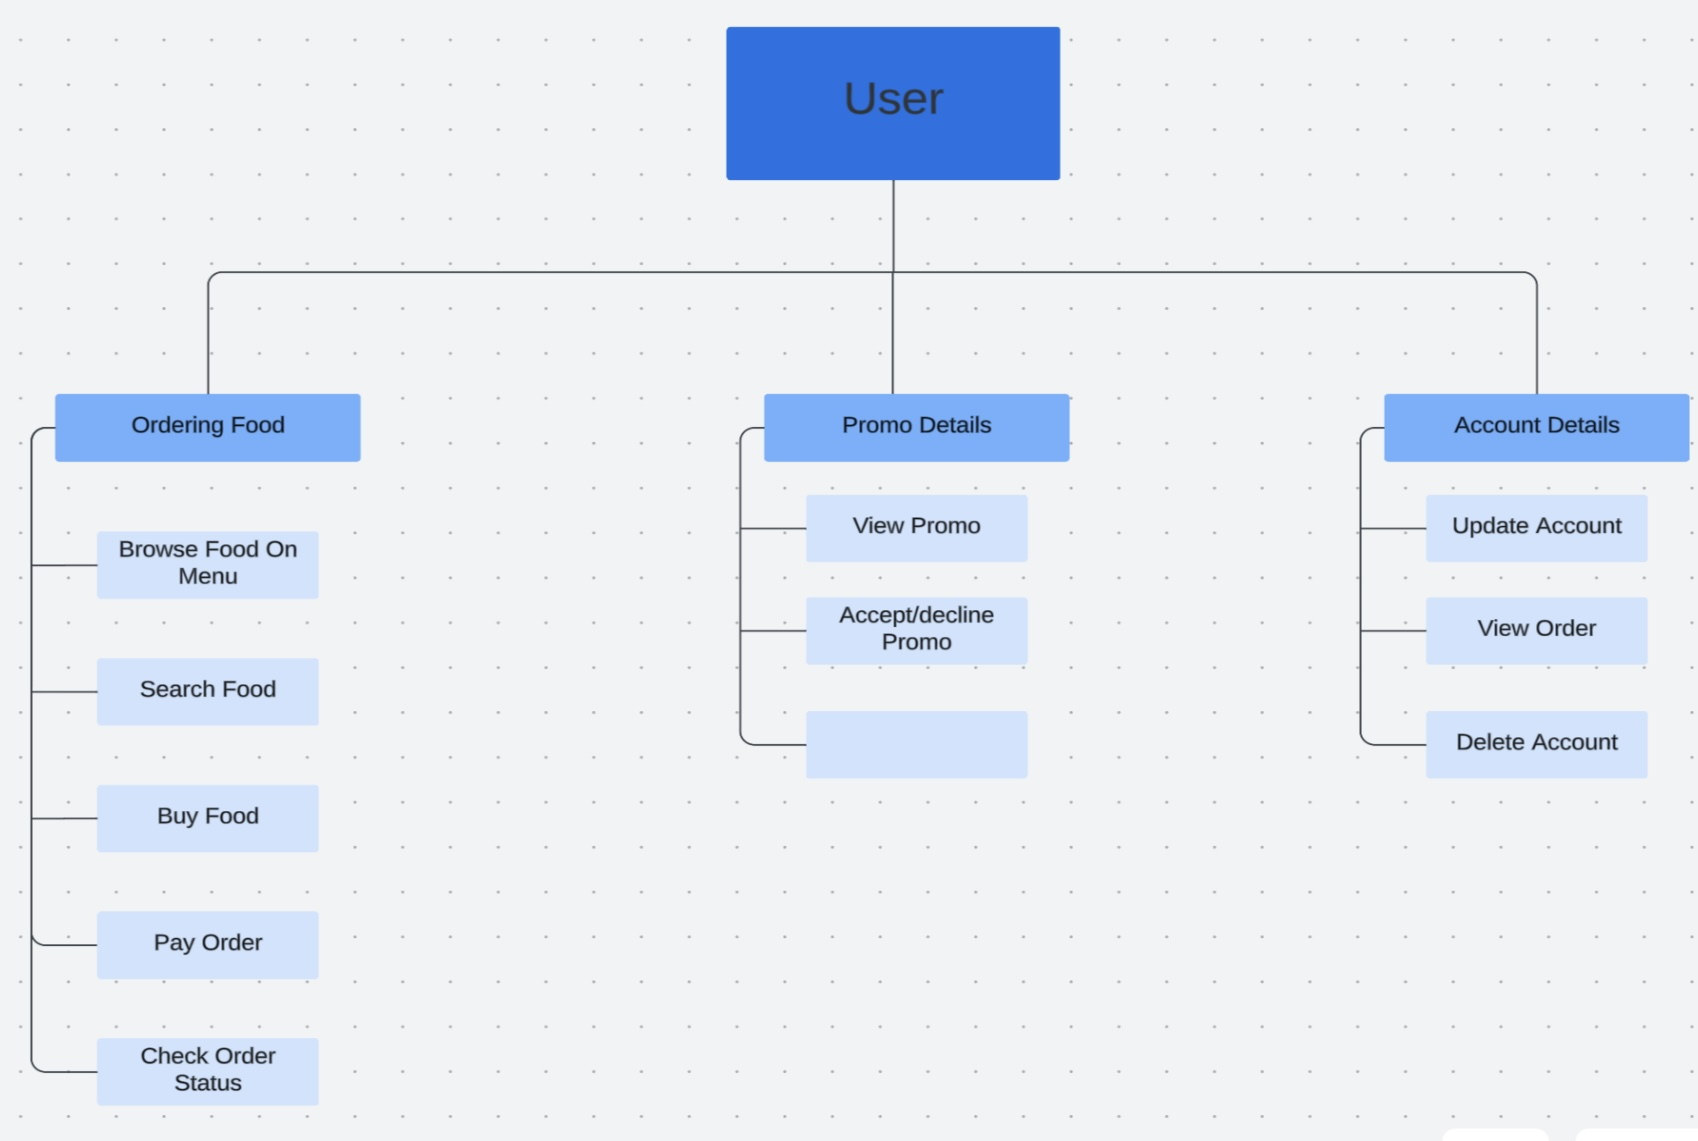 User
Ordering Food
Browse Food On
Menu
Search Food
Buy Food
Pay Order
Check Order
Status
Promo Details
View Promo
Accept/decline
Promo
Account Details
Update Account
View Order
Delete Account